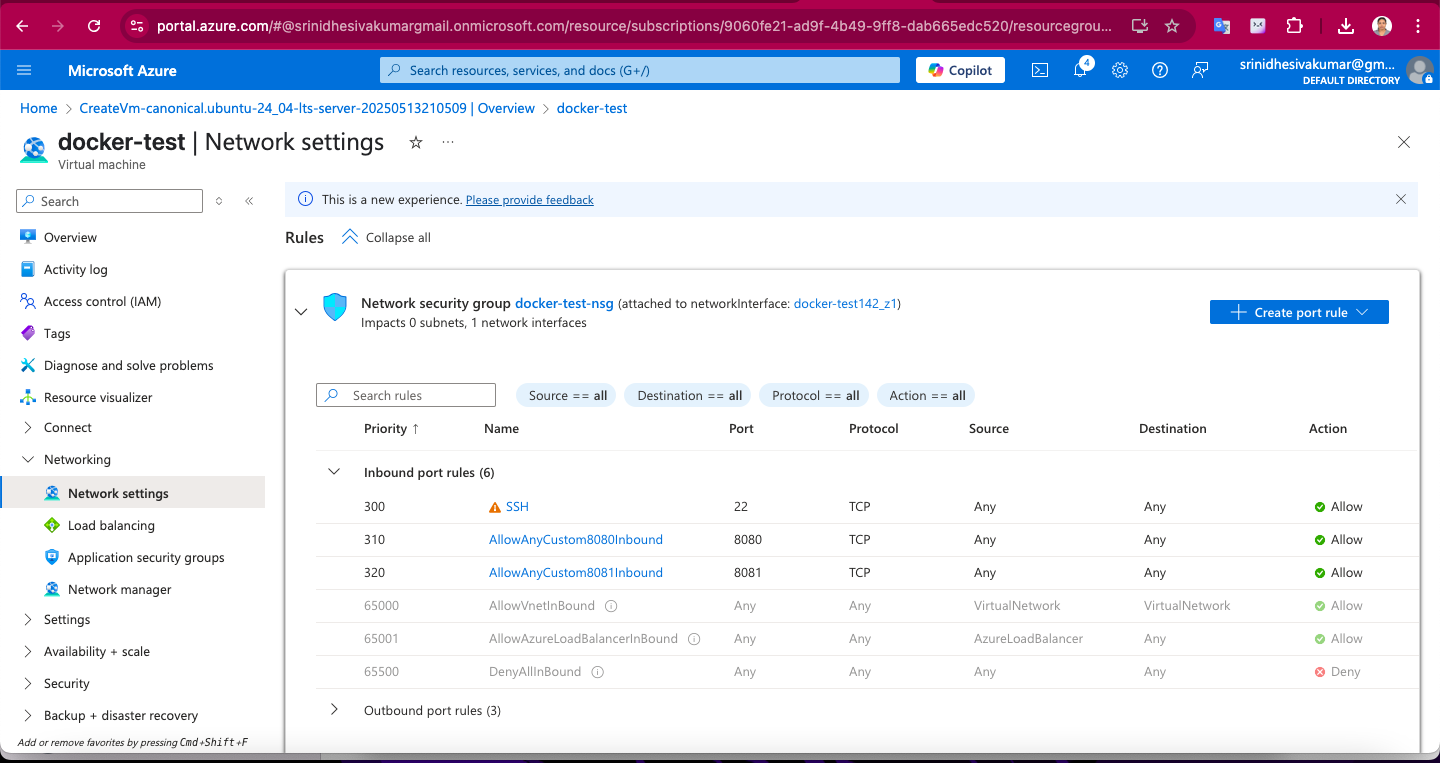 portal.azure.com/#@srinidhesivakumargmail.onmicrosoft.com/resource/subscriptions/9060fe21-ad9f-4b49-9ff8-dab665edc520/resourcegrou...
Microsoft Azure
Search resources, services, and docs (G+/)
Copilot
4
srinidhesivakumar@gm...
DEFAULT DIRECTORY
Home > CreateVm-canonical.ubuntu-24_04-lts-server-20250513210509 | Overview > docker-test
docker-test | Network settings
Virtual machine
Search
Overview
Activity log
Access control (IAM)
Tags
Diagnose and solve problems
Resource visualizer
Connect
Networking
Network settings
Load balancing
Application security groups
Network manager
Settings
Availability + scale
Security
Backup + disaster recovery
Add or remove favorites by pressing Cmd+Shift+F
This is a new experience. Please provide feedback
Rules Collapse all
Network security group docker-test-nsg (attached to networkInterface: docker-test142_z1)
Impacts 0 subnets, 1 network interfaces
Create port rule
Search rules Source == all Destination == all Protocol == all Action == all
Priority ↑ Name Port Protocol Source Destination Action
Inbound port rules (6)
300 SSH 22 TCP Any Any Allow
310 AllowAnyCustom8080Inbound 8080 TCP Any Any Allow
320 AllowAnyCustom8081Inbound 8081 TCP Any Any Allow
65000 AllowVnetInBound Any Any VirtualNetwork VirtualNetwork Allow
65001 AllowAzureLoadBalancerInBound Any Any AzureLoadBalancer Any Allow
65500 DenyAllInBound Any Any Any Any Deny
Outbound port rules (3)